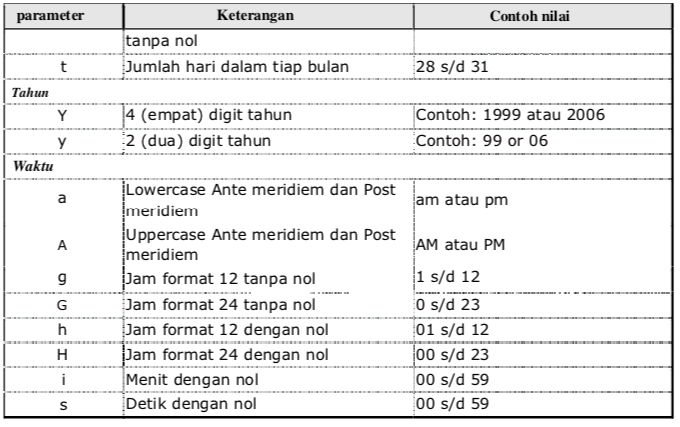 parameter Keterangan Contoh nilai
tanpa nol
t Jumlah hari dalam tiap bulan 28 s/d 31
Tahun
Y 4 (empat) digit tahun Contoh: 1999 atau 2006
y 2 (dua) digit tahun Contoh: 99 or 06
Waktu
a Lowercase Ante meridiem dan Post am atau pm
meridiem
A Uppercase Ante meridiem dan Post AM atau PM
meridiem
g Jam format 12 tanpa nol 1 s/d 12
G Jam format 24 tanpa nol 0 s/d 23
h Jam format 12 dengan nol 01 s/d 12
H Jam format 24 dengan nol 00 s/d 23
i Menit dengan nol 00 s/d 59
s Detik dengan nol 00 s/d 59